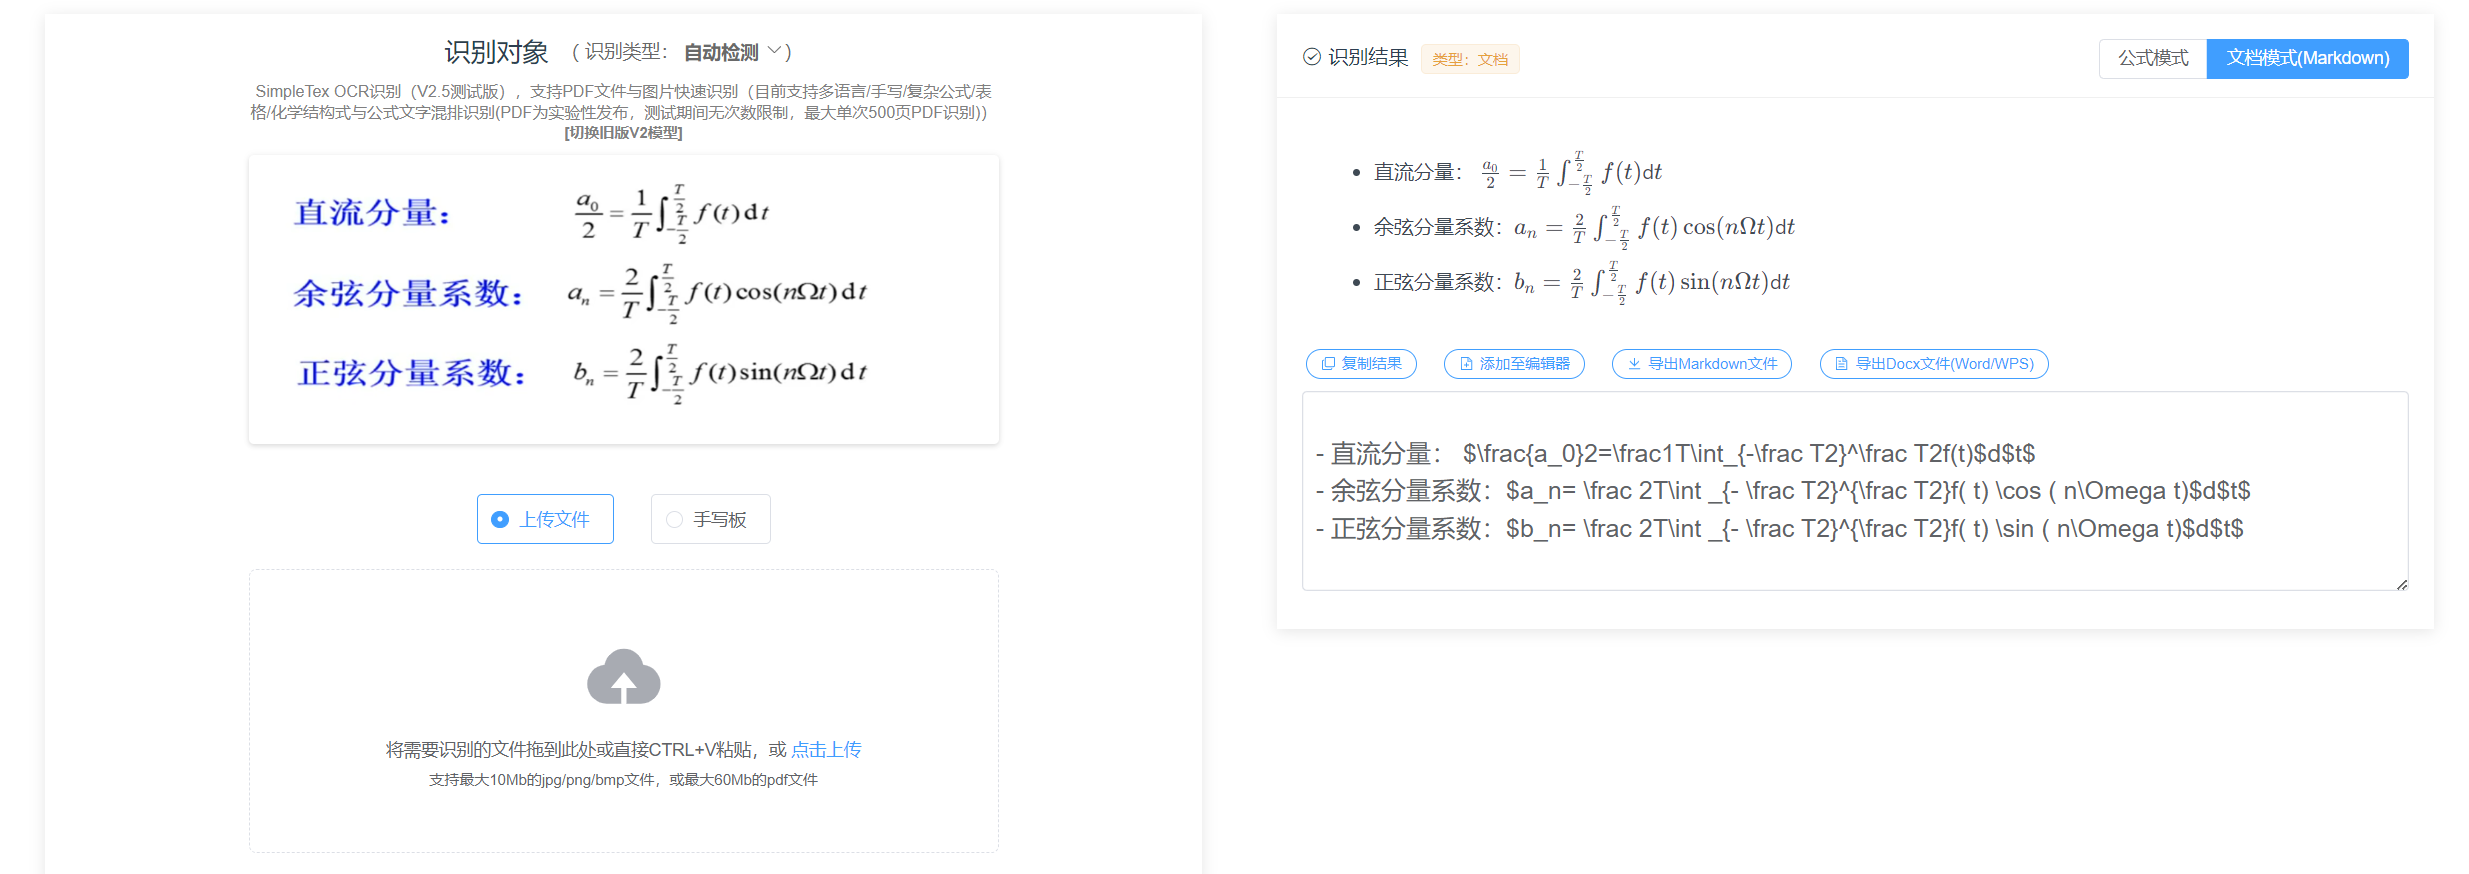 识别对象 （ 识别类型： 自动检测 ）
SimpleTex OCR识别（V2.5测试版），支持PDF文件与图片快速识别（目前支持多语言/手写/复杂公式/表
格/化学结构式与公式文字混排识别(PDF为实验性发布，测试期间无次数限制，最大单次500页PDF识别)）
[切换旧版V2模型]
直流分量： \frac{a_0}{2}=\frac{1}{T}\int_{-\frac{T}{2}}^{\frac{T}{2}}f(t)dt
余弦分量系数： a_n=\frac{2}{T}\int_{-\frac{T}{2}}^{\frac{T}{2}}f(t)cos(nΩt)dt
正弦分量系数： b_n=\frac{2}{T}\int_{-\frac{T}{2}}^{\frac{T}{2}}f(t)sin(nΩt)dt
上传文件 手写板
将需要识别的文件拖到此处或直接CTRL+V粘贴，或 点击上传
支持最大10Mb的jpg/png/bmp文件，或最大60Mb的pdf文件
识别结果 类型：文档 公式模式 文档模式(Markdown)
• 直流分量： \frac{a_0}{2}=\frac{1}{T}\int_{-\frac{T}{2}}^{\frac{T}{2}}f(t)dt
• 余弦分量系数：a_n=\frac{2}{T}\int_{-\frac{T}{2}}^{\frac{T}{2}}f(t)cos(nΩt)dt
• 正弦分量系数：b_n=\frac{2}{T}\int_{-\frac{T}{2}}^{\frac{T}{2}}f(t)sin(nΩt)dt
复制结果 添加至编辑器 导出Markdown文件 导出Docx文件(Word/WPS)
- 直流分量： $\frac{a_0}2=\frac1T\int_{-\frac T2}^\frac T2f(t)$d$t$
- 余弦分量系数：$a_n= \frac 2T\int _{- \frac T2}^{\frac T2}f( t) \cos ( n\Omega t)$d$t$
- 正弦分量系数：$b_n= \frac 2T\int _{- \frac T2}^{\frac T2}f( t) \sin ( n\Omega t)$d$t$